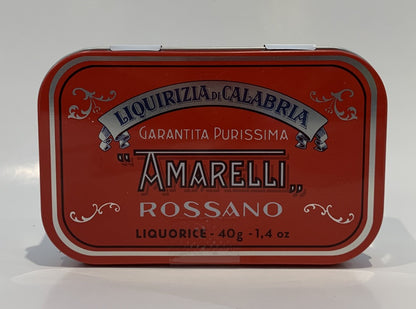 LIQUIRIZIA DI CALABRIA
GARANTITA PURISSIMA
"AMARELLI„
ROSSANO
LIQUORICE - 40g - 1,4 oz